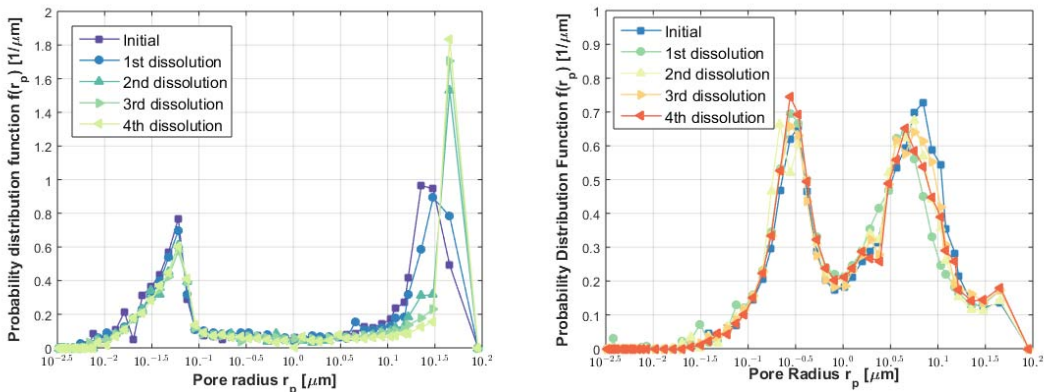 Probability distribution function f(r_p) [1/μm]
2
1.8
1.6
1.4
1.2
1
0.8
0.6
0.4
0.2
0
Initial
1st dissolution
2nd dissolution
3rd dissolution
4th dissolution
10^-2.5 10^-2 10^-1.5 10^-1 10^-0.5 10^0 10^0.5 10^1 10^1.5 10^2
Pore radius r_p [μm]
Probability Distribution Function f(r_p) [1/μm]
1
0.9
0.8
0.7
0.6
0.5
0.4
0.3
0.2
0.1
0
Initial
1st dissolution
2nd dissolution
3rd dissolution
4th dissolution
10^-2.5 10^-2 10^-1.5 10^-1 10^-0.5 10^0 10^0.5 10^1 10^1.5 10^2
Pore Radius r_p [μm]